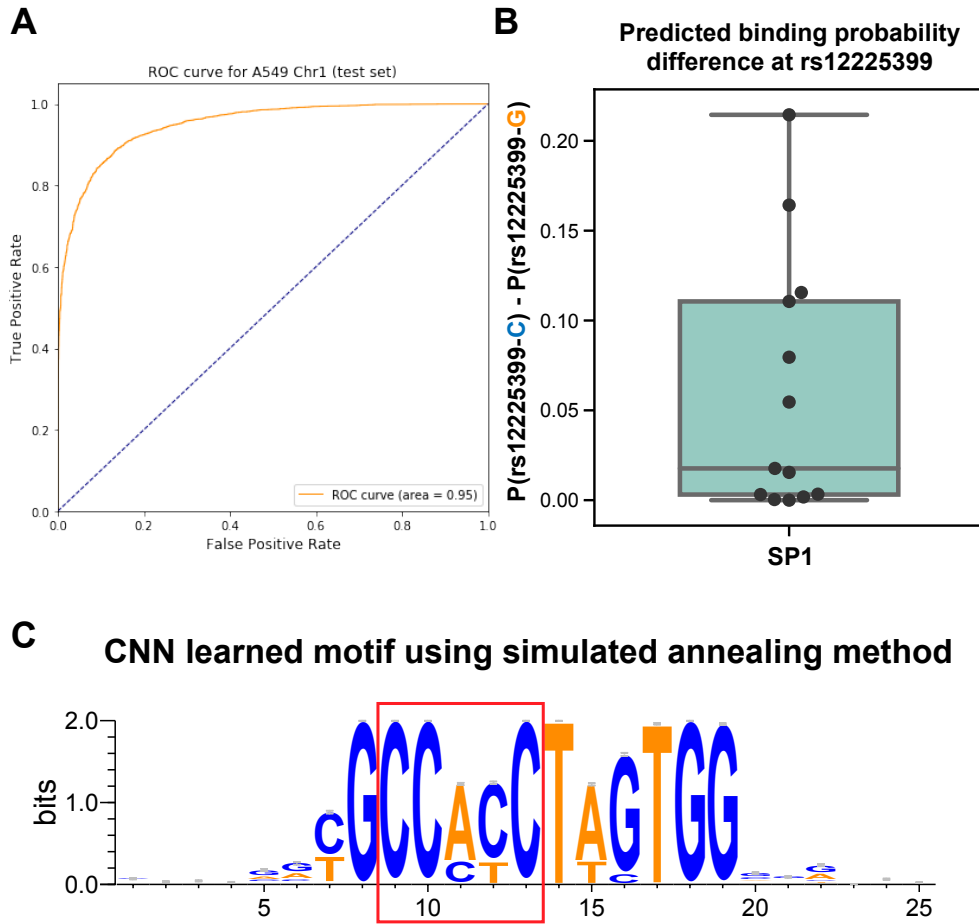 A
ROC curve for A549 Chr1 (test set)
True Positive Rate
1.0
0.8
0.6
0.4
0.2
0.0
0.0
0.2
0.4
0.6
0.8
1.0
False Positive Rate
ROC curve (area = 0.95)
B
Predicted binding probability
difference at rs12225399
P(rs12225399-C) - P(rs12225399-G)
0.20
0.15
0.10
0.05
0.00
SP1
C
CNN learned motif using simulated annealing method
bits
2.0
1.0
0.0
CGCCACCTAGTGG
T
C
T
T
C
5
10
15
20
25